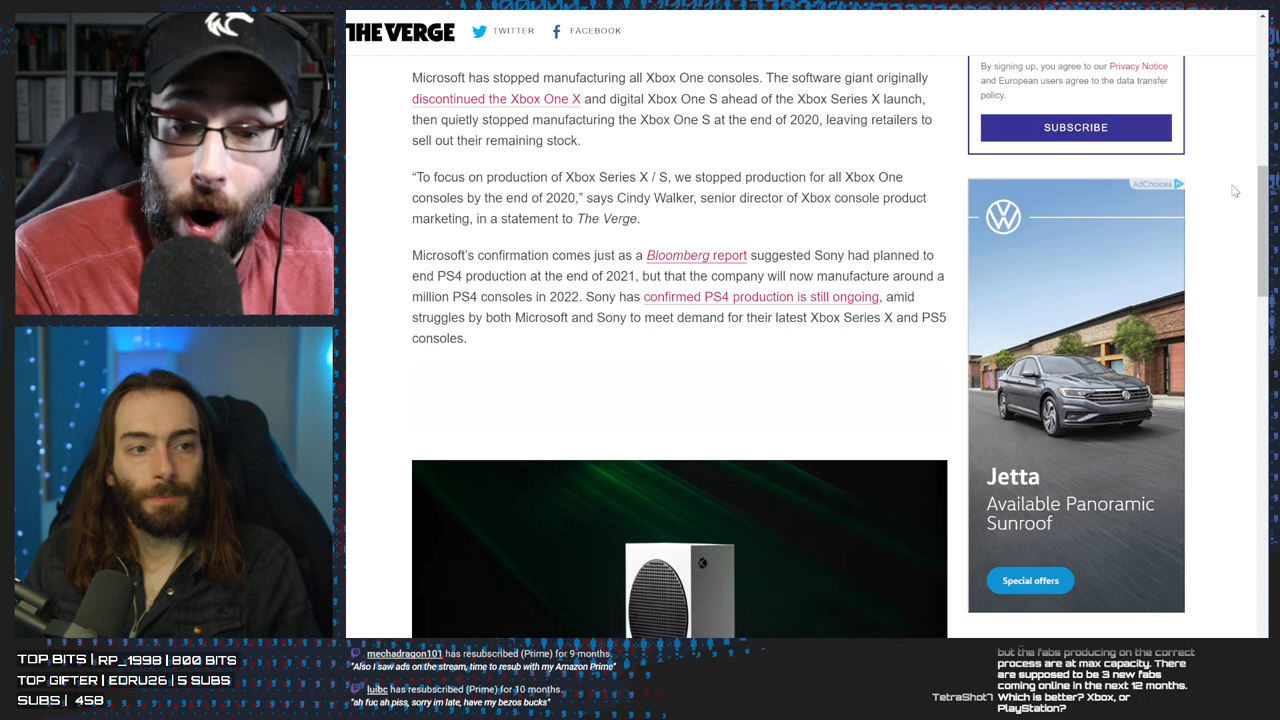 THE VERGE
TWITTER
FACEBOOK
Microsoft has stopped manufacturing all Xbox One consoles. The software giant originally
discontinued the Xbox One X and digital Xbox One S ahead of the Xbox Series X launch,
then quietly stopped manufacturing the Xbox One S at the end of 2020, leaving retailers to
sell out their remaining stock.
“To focus on production of Xbox Series X / S, we stopped production for all Xbox One
consoles by the end of 2020,” says Cindy Walker, senior director of Xbox console product
marketing, in a statement to The Verge.
Microsoft’s confirmation comes just as a Bloomberg report suggested Sony had planned to
end PS4 production at the end of 2021, but that the company will now manufacture around a
million PS4 consoles in 2022. Sony has confirmed PS4 production is still ongoing, amid
struggles by both Microsoft and Sony to meet demand for their latest Xbox Series X and PS5
consoles.
By signing up, you agree to our Privacy Notice
and European users agree to the data transfer
policy.
SUBSCRIBE
AdChoices
Jetta
Available Panoramic
Sunroof
Special offers
TOP BITS | RP_1998 | 800 BITS
TOP GIFTER | EDRU26 | 5 SUBS
SUBS | 458
mechadragon101 has resubscribed (Prime) for 9 months.
"Also I saw ads on the stream, time to resub with my Amazon Prime"
luibc has resubscribed (Prime) for 10 months.
"ah fuc ah piss, sorry im late, have my bezos bucks"
but the fabs producing on the correct
process are at max capacity. There
are supposed to be 3 new fabs
coming online in the next 12 months.
TetraShot7 Which is better? Xbox, or
PlayStation?